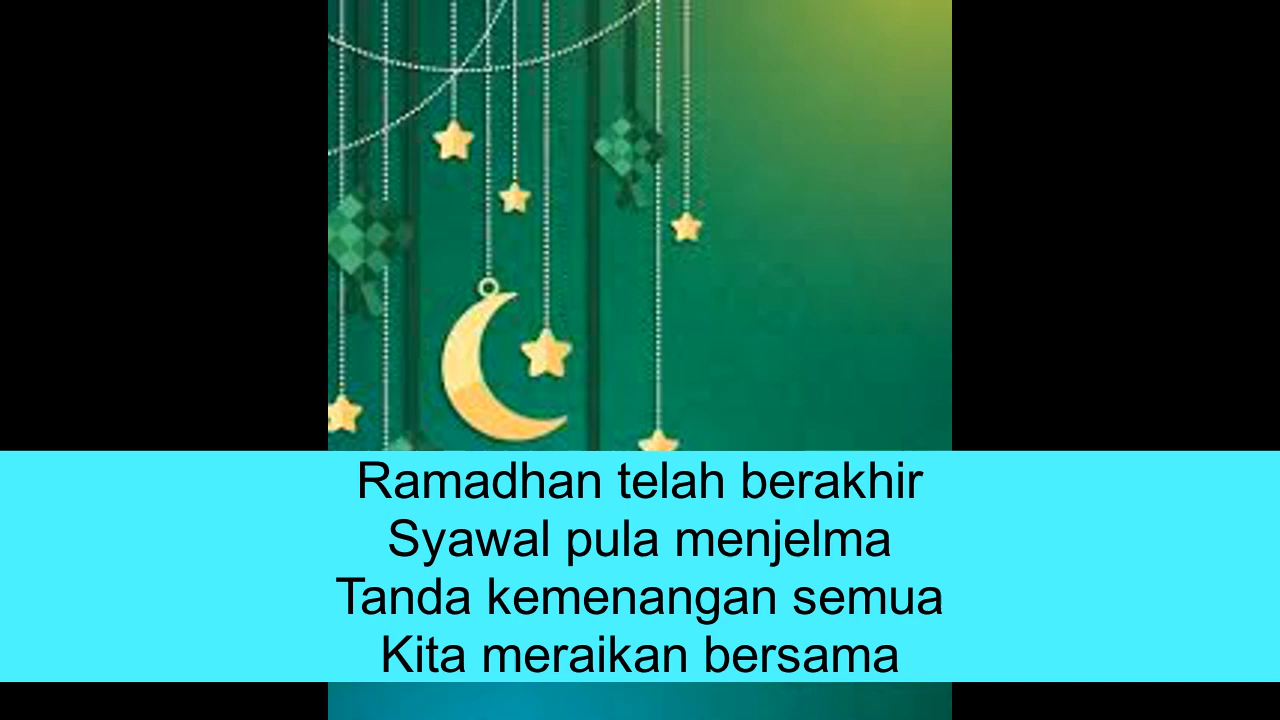 Ramadhan telah berakhir
Syawal pula menjelma
Tanda kemenangan semua
Kita meraikan bersama